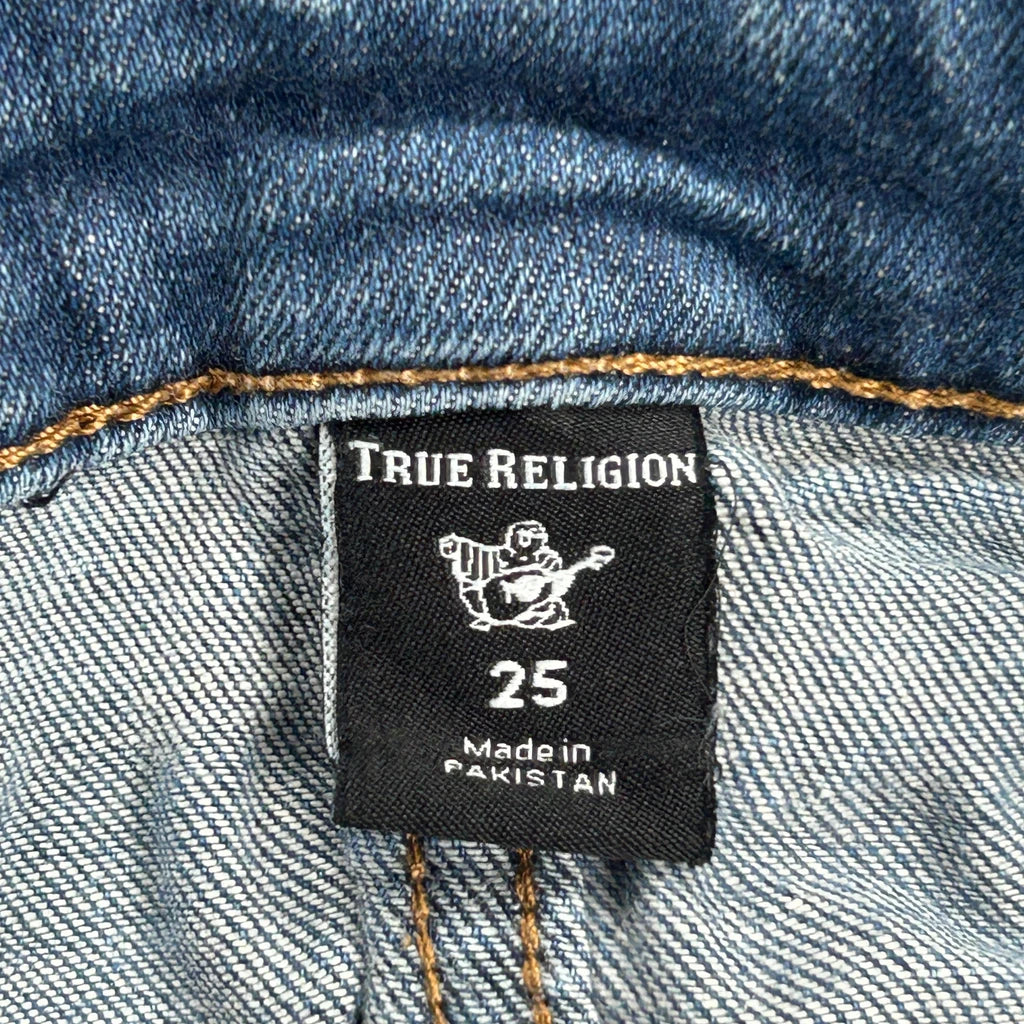 TRUE RELIGION
25
Made in
PAKISTAN